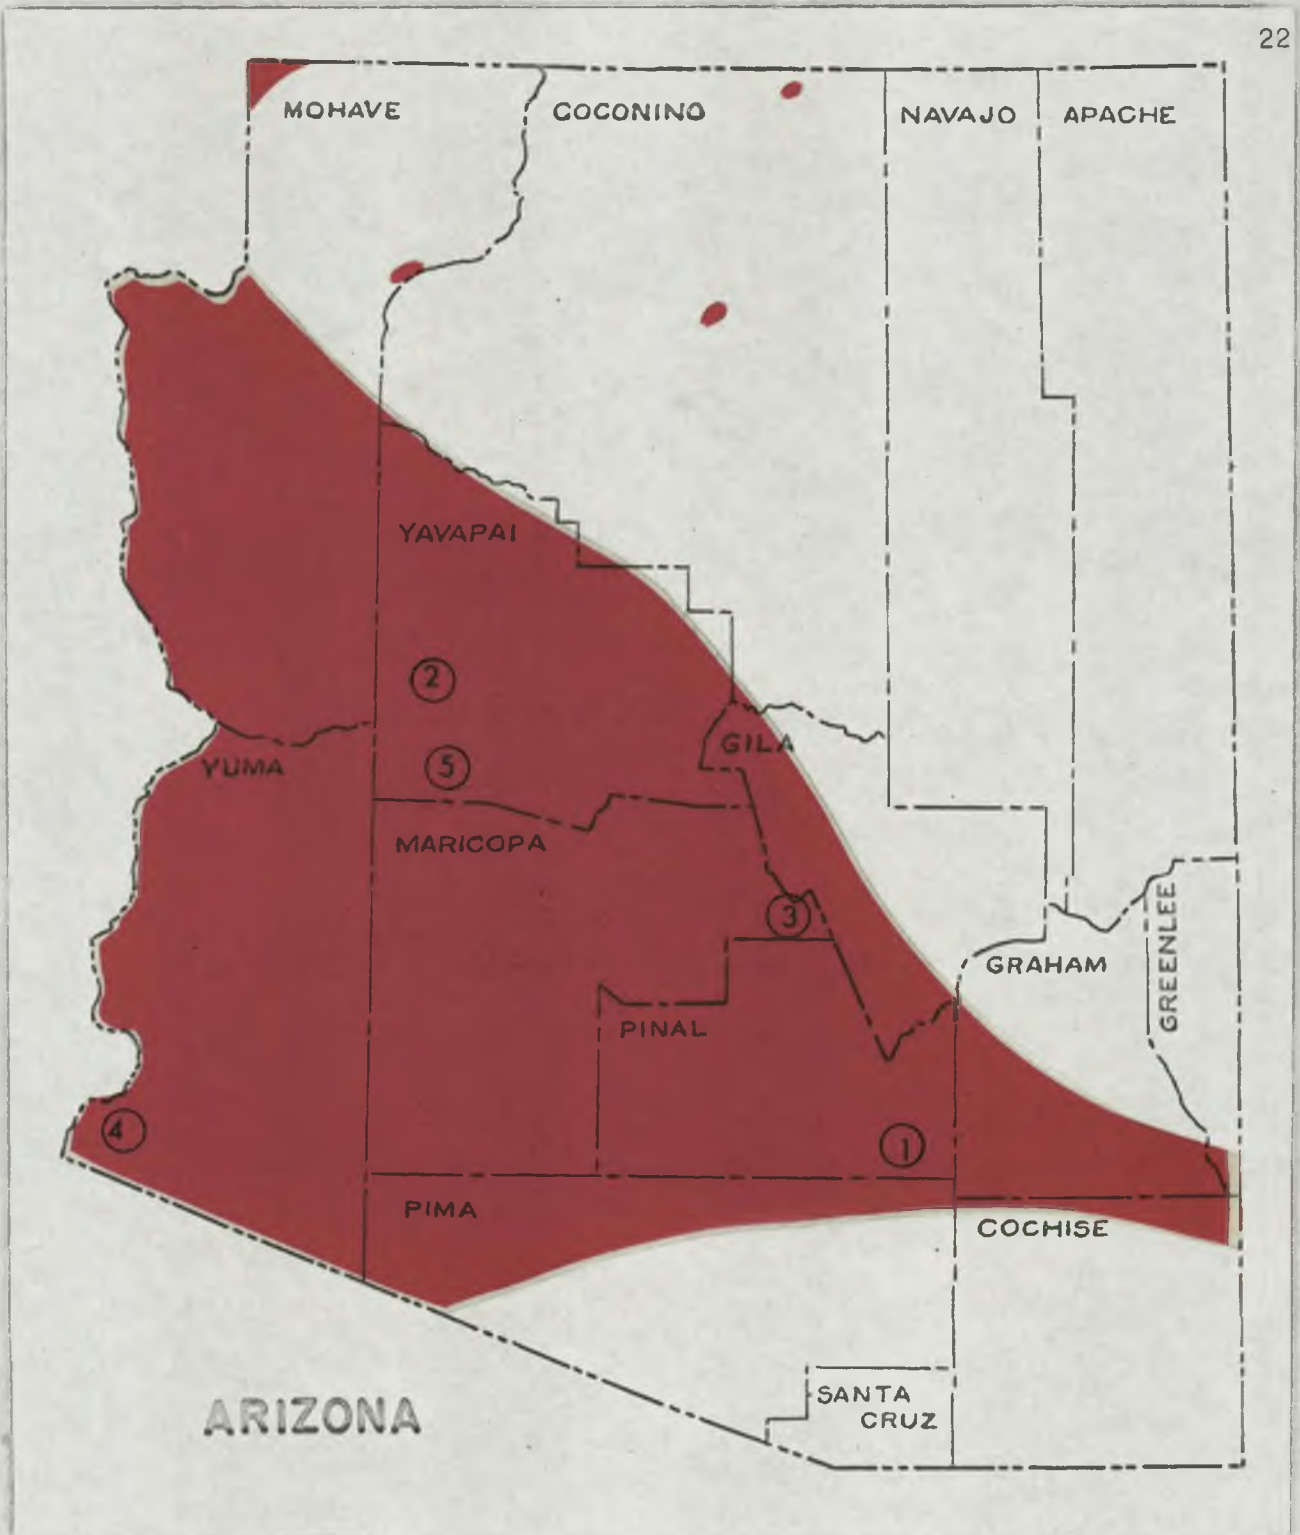 22
MOHAVE
COCONINO
NAVAJO
APACHE
YAVAPAI
2
GILA
YUMA
5
MARICOPA
3
GREENLEE
GRAHAM
PINAL
4
1
PIMA
COCHISE
SANTA
CRUZ
ARIZONA